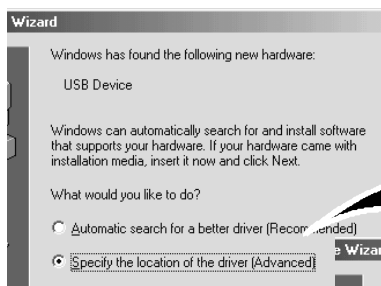 Wizard
Windows has found the following new hardware:
USB Device
Windows can automatically search for and install software
that supports your hardware. If your hardware came with
installation media, insert it now and click Next.
What would you like to do?
Automatic search for a better driver (Recommended)
Specify the location of the driver (Advanced)
e Wizar